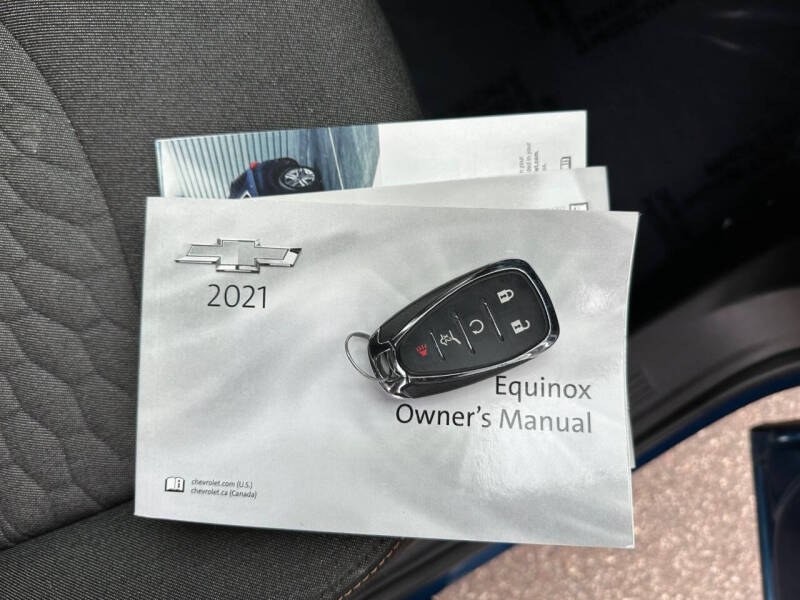 2021
Equinox
Owner's Manual
chevrolet.com (U.S.)
chevrolet.ca (Canada)